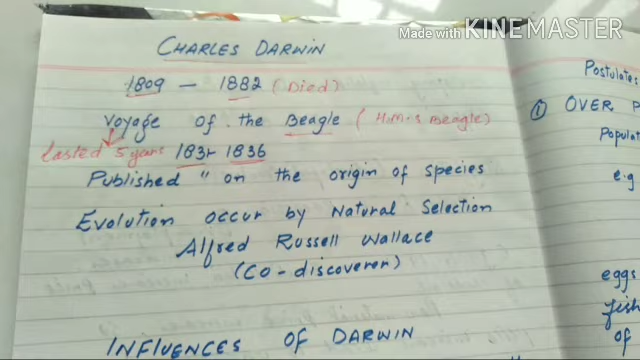 Made with KINEMASTER
CHARLES DARWIN
1809 — 1882 (Died)
Voyage of the Beagle (H.M.S Beagle)
lasted 5 years 1831- 1836
Published " on the origin of species
Evolution occur by Natural Selection
Alfred Russell Wallace
(Co-discoverer)
INFLUENCES OF DARWIN
Postulates
① OVER P
Populat
e.g
eggs
fish
of